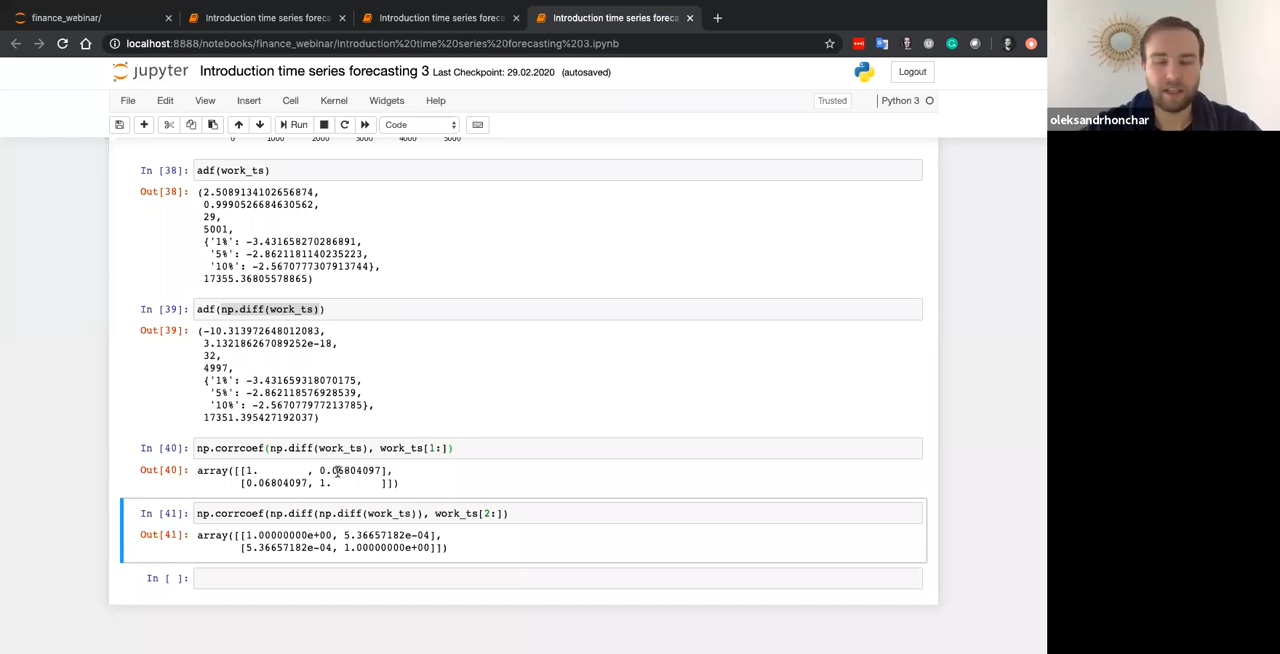 finance_webinar/
Introduction time series foreca
Introduction time series foreca
Introduction time series foreca
localhost:8888/notebooks/finance_webinar/Introduction%20time%20series%20forecasting%203.ipynb
jupyter Introduction time series forecasting 3 Last Checkpoint: 29.02.2020 (autosaved)
Logout
oleksandrhonchar
File Edit View Insert Cell Kernel Widgets Help
Trusted
Python 3
Run
Code
0 1000 2000 3000 4000 5000
In [38]: adf(work_ts)
Out[38]: (2.5089134102656874,
0.9990526684630562,
29,
5001,
{'1%': -3.431658270286891,
'5%': -2.8621181140235223,
'10%': -2.5670777307913744},
17355.36805578865)
In [39]: adf(np.diff(work_ts))
Out[39]: (-10.313972648012083,
3.132186267089252e-18,
32,
4997,
{'1%': -3.431659318070175,
'5%': -2.862118576928539,
'10%': -2.567077977213785},
17351.395427192037)
In [40]: np.corrcoef(np.diff(work_ts), work_ts[1:])
Out[40]: array([[1. , 0.06804097],
[0.06804097, 1. ]])
In [41]: np.corrcoef(np.diff(np.diff(work_ts)), work_ts[2:])
Out[41]: array([[1.00000000e+00, 5.36657182e-04],
[5.36657182e-04, 1.00000000e+00]])
In [ ]: